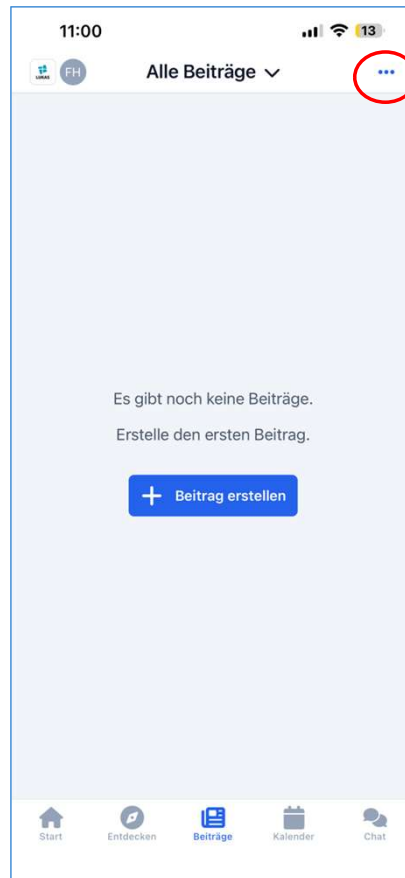 11:00 13
LUKAS FH Alle Beiträge
Es gibt noch keine Beiträge.
Erstelle den ersten Beitrag.
Beitrag erstellen
Start Entdecken Beiträge Kalender Chat